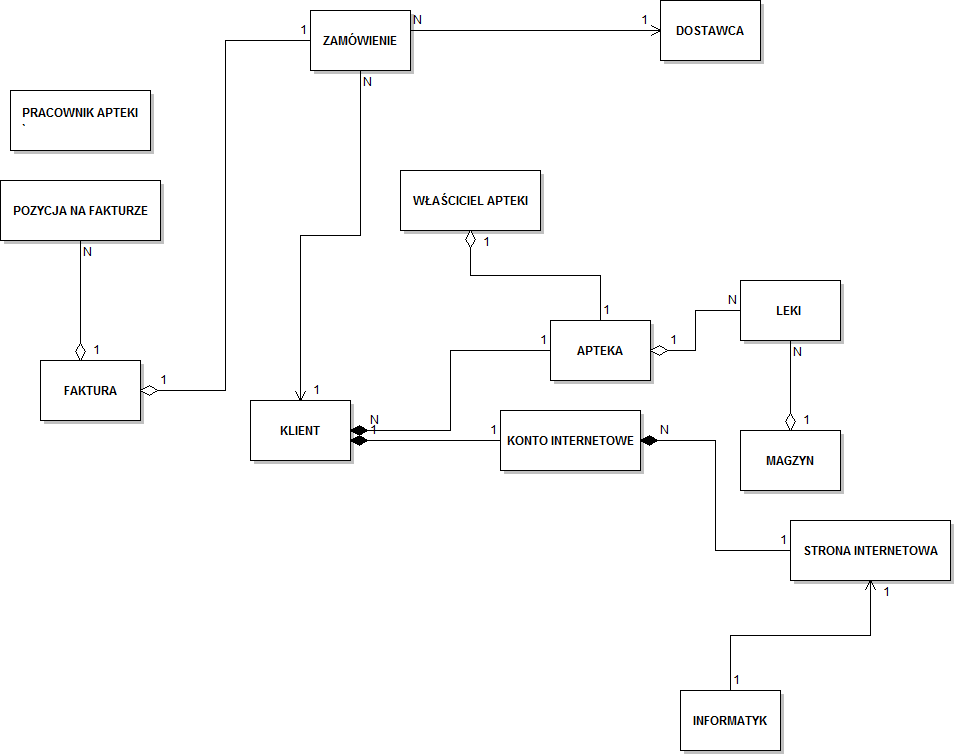 1
ZAMÓWIENIE
N
1
DOSTAWCA
N
PRACOWNIK APTEKI
`
POZYCJA NA FAKTURZE
N
WŁAŚCICIEL APTEKI
1
1
FAKTURA
1
1
KLIENT
N
1
1
APTEKA
1
1
N
LEKI
N
1
KONTO INTERNETOWE
N
1
MAGZYN
1
STRONA INTERNETOWA
1
1
INFORMATYK